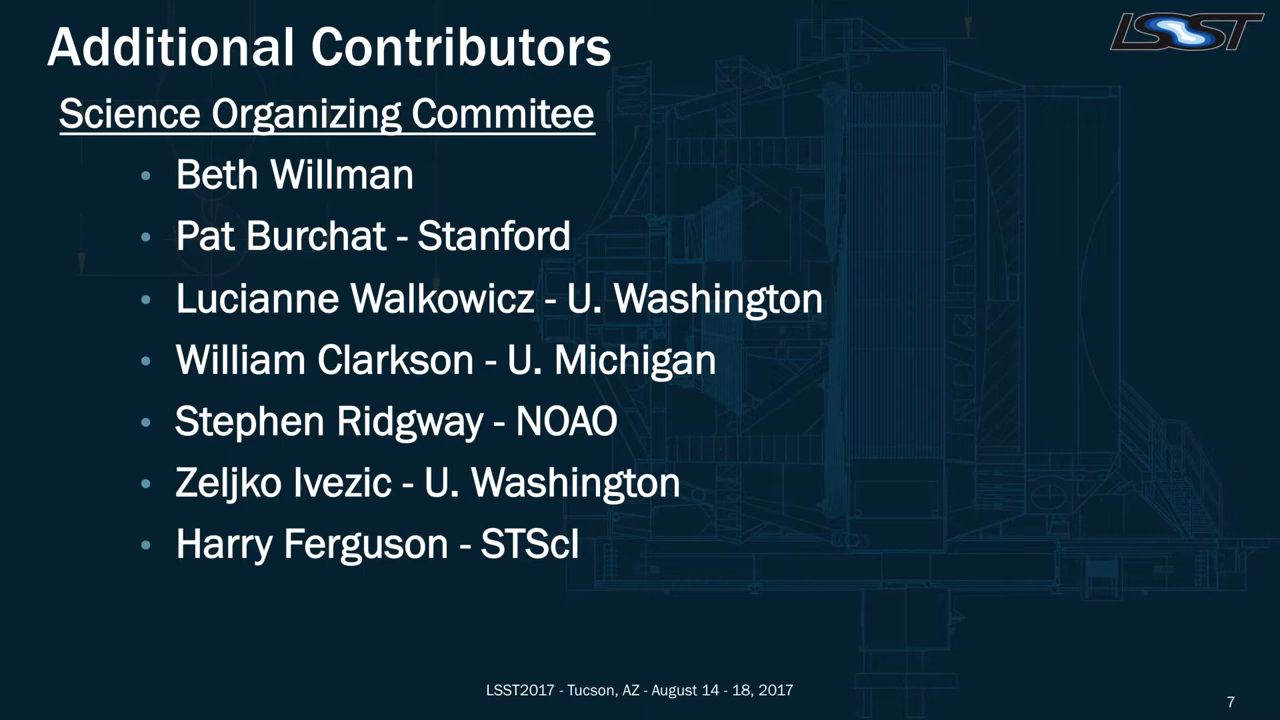 Additional Contributors
LSST
Science Organizing Commitee
• Beth Willman
• Pat Burchat - Stanford
• Lucianne Walkowicz - U. Washington
• William Clarkson - U. Michigan
• Stephen Ridgway - NOAO
• Zeljko Ivezic - U. Washington
• Harry Ferguson - STScI
LSST2017 - Tucson, AZ - August 14 - 18, 2017
7